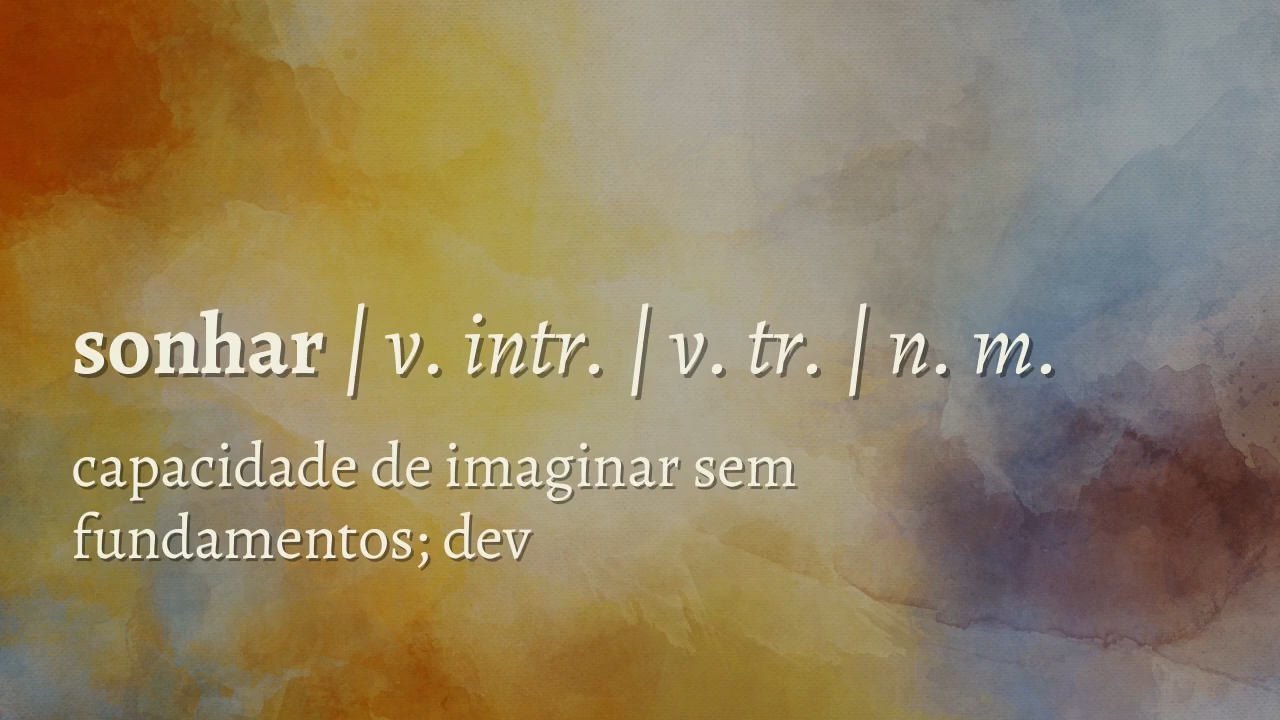 sonhar | v. intr. | v. tr. | n. m.
capacidade de imaginar sem
fundamentos; dev